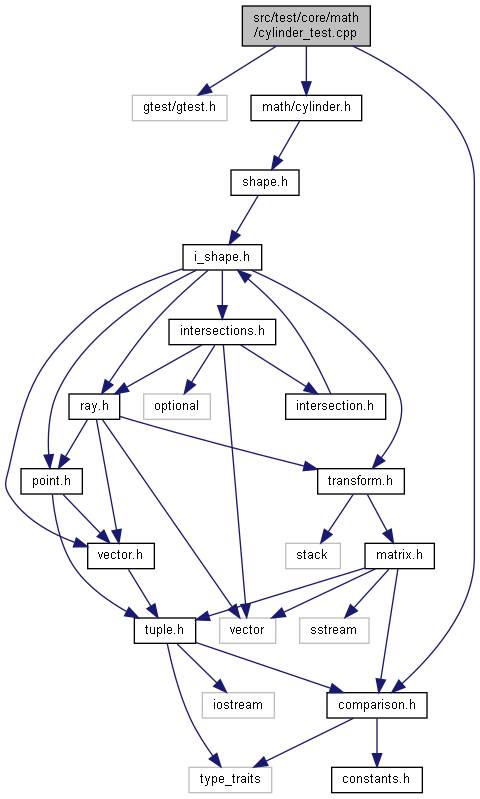 src/test/core/math
/cylinder_test.cpp
gtest/gtest.h
math/cylinder.h
shape.h
i_shape.h
intersections.h
ray.h
optional
intersection.h
point.h
transform.h
vector.h
stack
matrix.h
tuple.h
vector
sstream
iostream
comparison.h
type_traits
constants.h